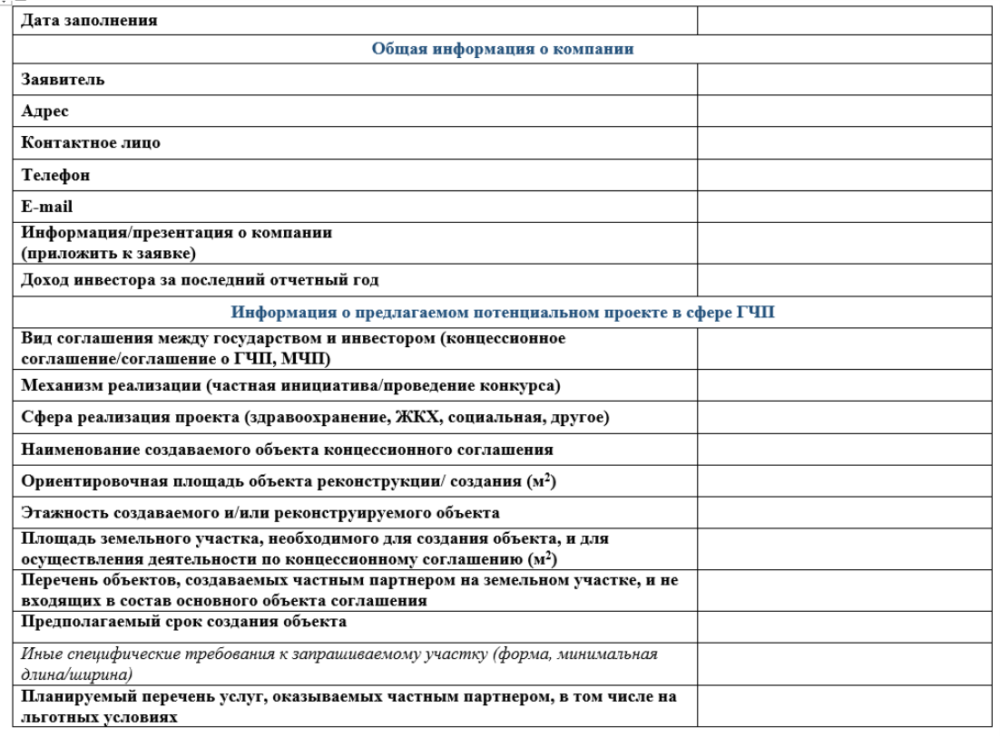 Дата заполнения
Общая информация о компании
Заявитель
Адрес
Контактное лицо
Телефон
E-mail
Информация/презентация о компании
(приложить к заявке)
Доход инвестора за последний отчетный год
Информация о предлагаемом потенциальном проекте в сфере ГЧП
Вид соглашения между государством и инвестором (концессионное
соглашение/соглашение о ГЧП, МЧП)
Механизм реализации (частная инициатива/проведение конкурса)
Сфера реализация проекта (здравоохранение, ЖКХ, социальная, другое)
Наименование создаваемого объекта концессионного соглашения
Ориентировочная площадь объекта реконструкции/ создания (м²)
Этажность создаваемого и/или реконструируемого объекта
Площадь земельного участка, необходимого для создания объекта, и для
осуществления деятельности по концессионному соглашению (м²)
Перечень объектов, создаваемых частным партнером на земельном участке, и не
входящих в состав основного объекта соглашения
Предполагаемый срок создания объекта
Иные специфические требования к запрашиваемому участку (форма, минимальная
длина/ширина)
Планируемый перечень услуг, оказываемых частным партнером, в том числе на
льготных условиях